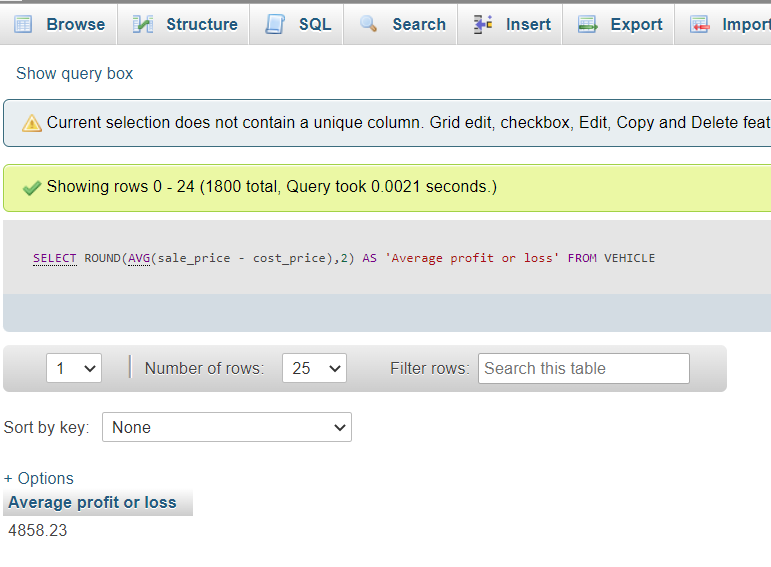 Browse Structure SQL Search Insert Export Import
Show query box
Current selection does not contain a unique column. Grid edit, checkbox, Edit, Copy and Delete feat
Showing rows 0 - 24 (1800 total, Query took 0.0021 seconds.)
SELECT ROUND(AVG(sale_price - cost_price),2) AS 'Average profit or loss' FROM VEHICLE
1 Number of rows: 25 Filter rows: Search this table
Sort by key: None
+ Options
Average profit or loss
4858.23